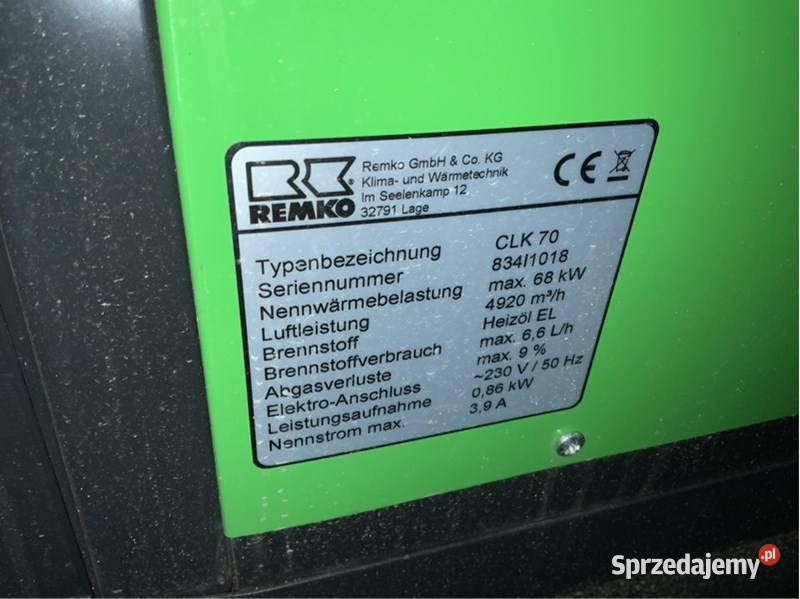 REMKO
Remko GmbH & Co. KG
Klima- und Wärmetechnik
Im Seelenkamp 12
32791 Lage
CE
Typenbezeichnung CLK 70
Seriennummer 834I1018
Nennwärmebelastung max. 68 kW
Luftleistung 4920 m³/h
Brennstoff Heizöl EL
Brennstoffverbrauch max. 6,6 L/h
Abgasverluste max. 9 %
Elektro-Anschluss ~230 V / 50 Hz
Leistungsaufnahme 0,86 kW
Nennstrom max. 3,9 A
Sprzedajemy.pl